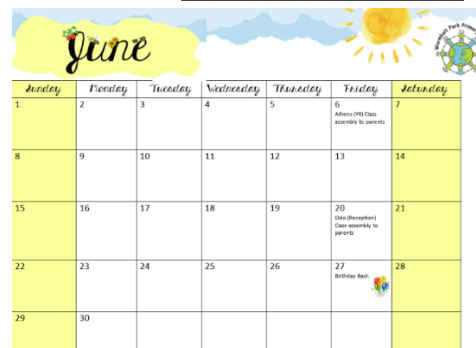 June
Park Prima
Sunday Monday Tuesday Wednesday Thursday Friday Saturday
1 2 3 4 5 6 7
Athens (Y4) Class
assembly to parents
8 9 10 11 12 13 14
15 16 17 18 19 20 21
Oslo (Reception)
Class assembly to
parents
22 23 24 25 26 27 28
Birthday Bash
29 30